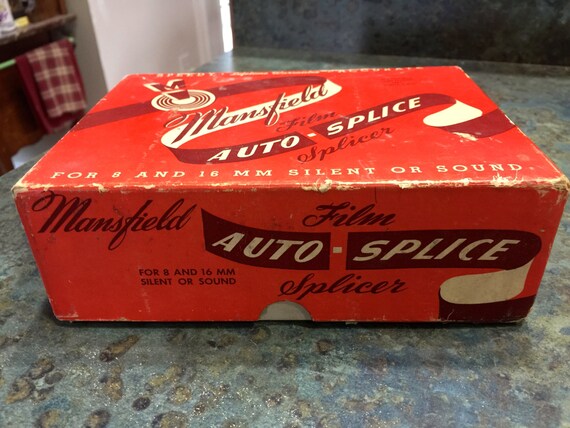 Mansfield
Film
AUTO-SPLICE
Splicer
FOR 8 AND 16 MM SILENT OR SOUND
Mansfield
Film
AUTO-SPLICE
Splicer
FOR 8 AND 16 MM
SILENT OR SOUND